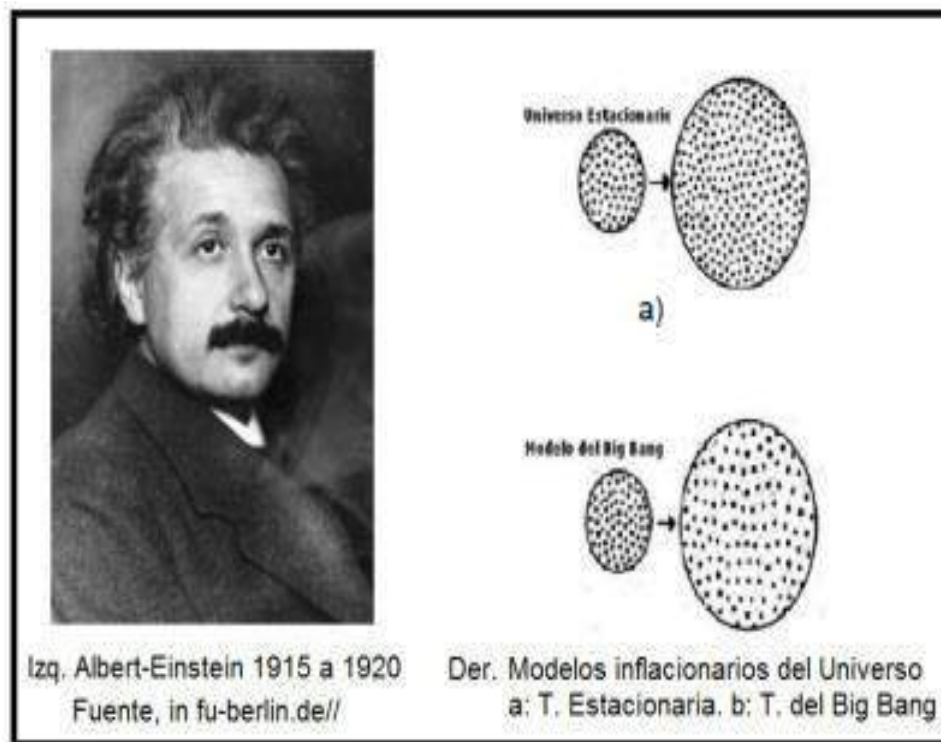 Universo Estacionario
a)
Modelo del Big Bang
Izq. Albert-Einstein 1915 a 1920
Fuente, in fu-berlin.de//
Der. Modelos inflacionarios del Universo
a: T. Estacionaria. b: T. del Big Bang